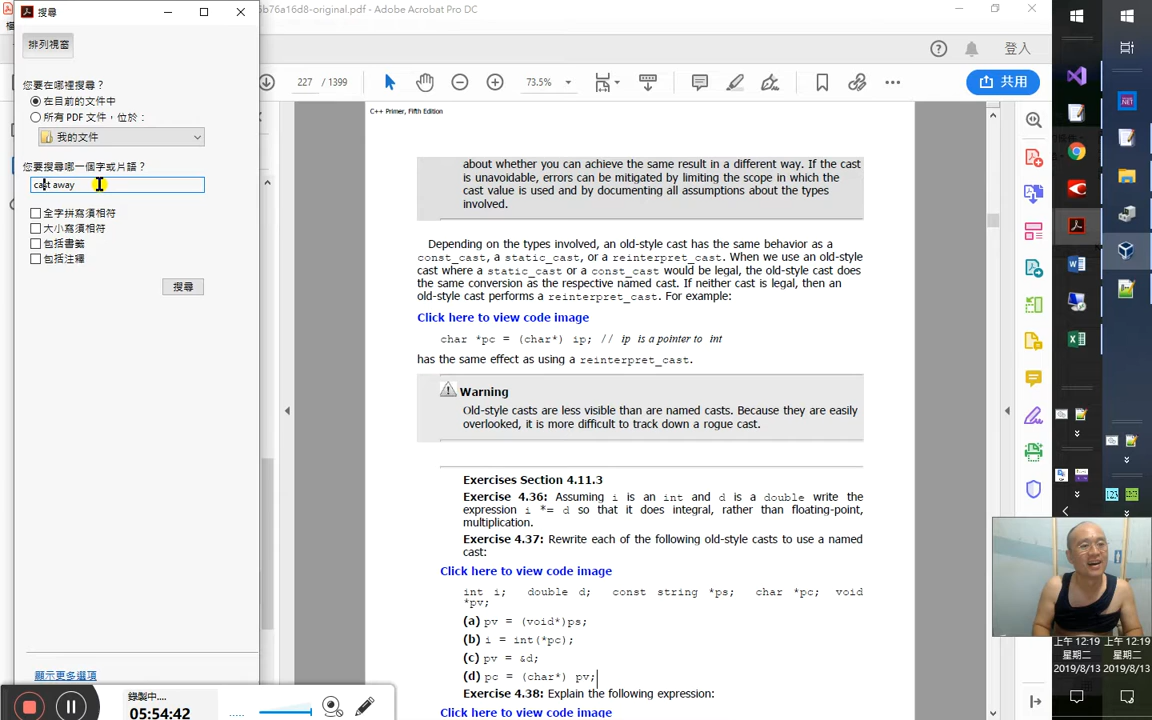 搜尋
5b76a16d8-original.pdf - Adobe Acrobat Pro DC
排列視窗
登入
227 / 1399
73.5%
共用
您要在哪裡搜尋？
在目前的文件中
所有 PDF 文件，位於：
我的文件
您要搜尋哪一個字或片語？
cast away
全字拼寫須相符
大小寫須相符
包括書籤
包括注釋
搜尋
顯示更多選項
C++ Primer, Fifth Edition
about whether you can achieve the same result in a different way. If the cast
is unavoidable, errors can be mitigated by limiting the scope in which the
cast value is used and by documenting all assumptions about the types
involved.
Depending on the types involved, an old-style cast has the same behavior as a
const_cast, a static_cast, or a reinterpret_cast. When we use an old-style
cast where a static_cast or a const_cast would be legal, the old-style cast does
the same conversion as the respective named cast. If neither cast is legal, then an
old-style cast performs a reinterpret_cast. For example:
Click here to view code image
char *pc = (char*) ip; // ip is a pointer to int
has the same effect as using a reinterpret_cast.
Warning
Old-style casts are less visible than are named casts. Because they are easily
overlooked, it is more difficult to track down a rogue cast.
Exercises Section 4.11.3
Exercise 4.36: Assuming i is an int and d is a double write the
expression i *= d so that it does integral, rather than floating-point,
multiplication.
Exercise 4.37: Rewrite each of the following old-style casts to use a named
cast:
Click here to view code image
int i; double d; const string *ps; char *pc; void
*pv;
(a) pv = (void*)ps;
(b) i = int(*pc);
(c) pv = &d;
(d) pc = (char*) pv;
Exercise 4.38: Explain the following expression:
Click here to view code image
錄製中....
05:54:42
上午 12:19
星期二
2019/8/13
上午 12:19
星期二
2019/8/13